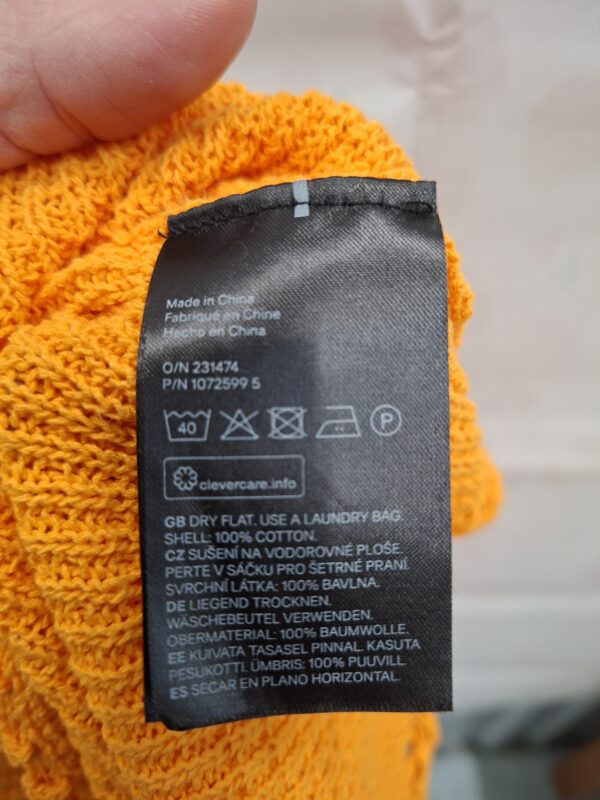 Made in China
Fabriqué en Chine
Hecho en China
O/N 231474
P/N 1072599 5
40 P
clevercare.info
GB DRY FLAT. USE A LAUNDRY BAG.
SHELL: 100% COTTON.
CZ SUŠENÍ NA VODOROVNÉ PLOŠE.
PERTE V SÁČKU PRO ŠETRNÉ PRANÍ.
SVRCHNÍ LÁTKA: 100% BAVLNA.
DE LIEGEND TROCKNEN.
WÄSCHEBEUTEL VERWENDEN.
OBERMATERIAL: 100% BAUMWOLLE.
EE KUIVATA TASASEL PINNAL. KASUTA
PESUKOTTI. ÜMBRIS: 100% PUUVILL.
ES SECAR EN PLANO HORIZONTAL.